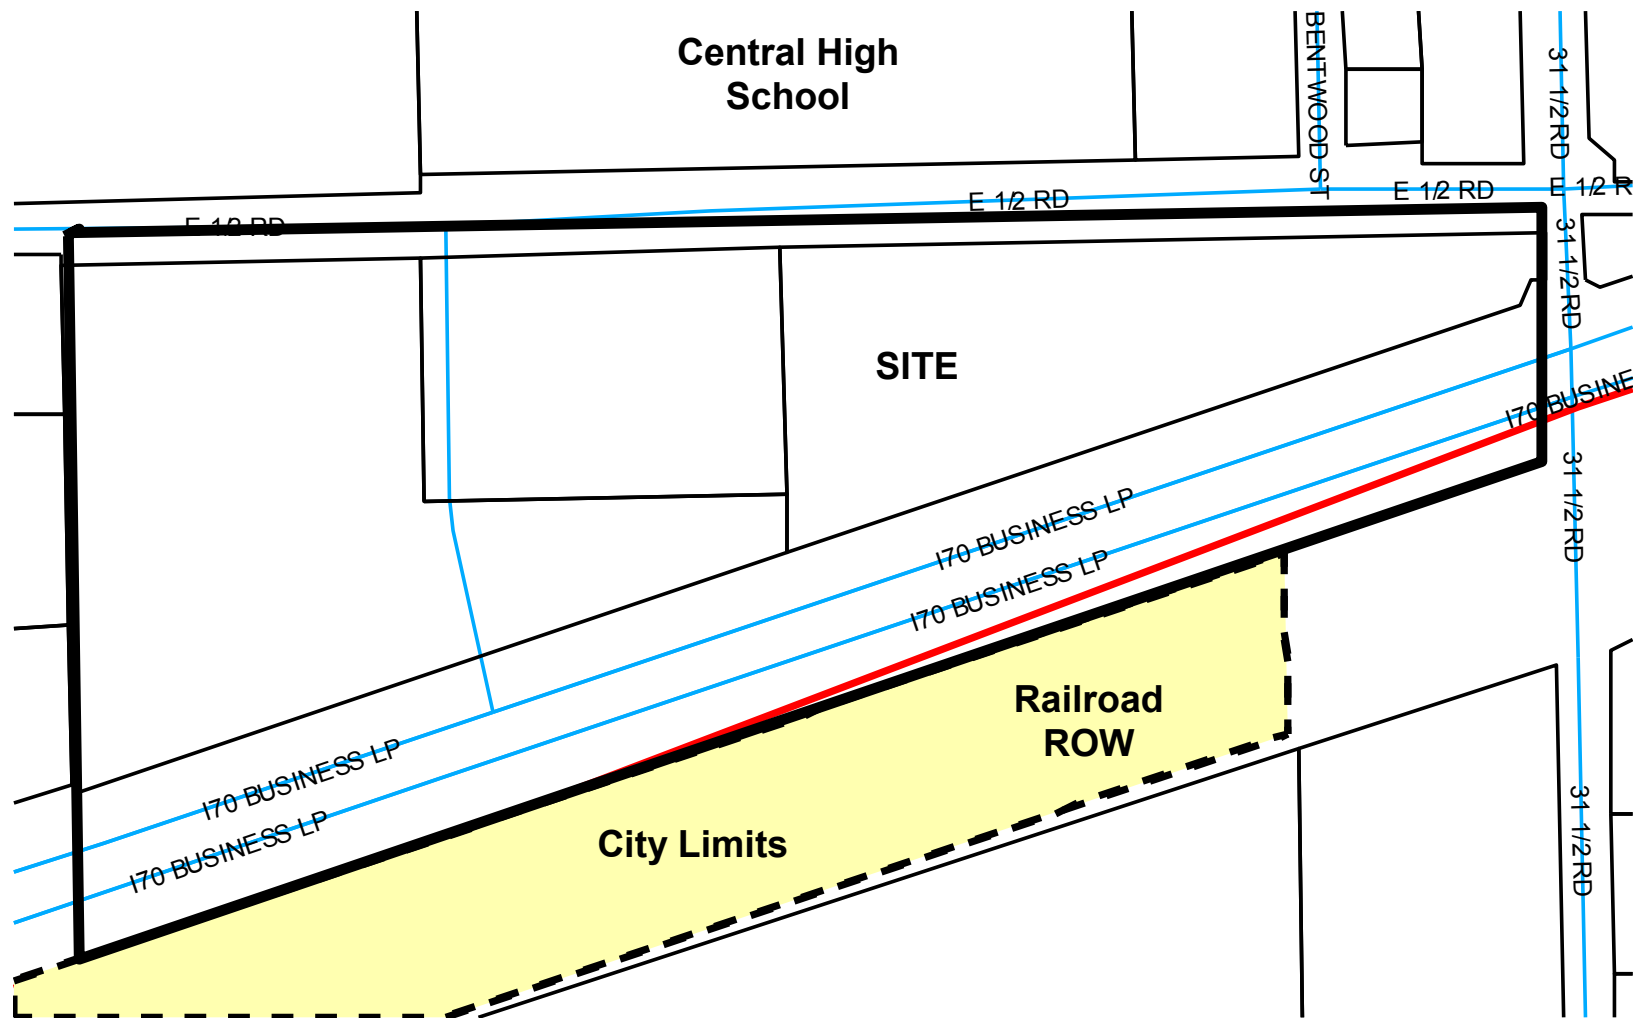 Central High
School
BENTWOOD ST
31 1/2 RD
E 1/2 RD
E 1/2 RD
E 1/2 RD
E 1/2 R
31 1/2 RD
SITE
I70 BUSINE
31 1/2 RD
I70 BUSINESS LP
I70 BUSINESS LP
Railroad
ROW
I70 BUSINESS LP
I70 BUSINESS LP
City Limits
31 1/2 RD